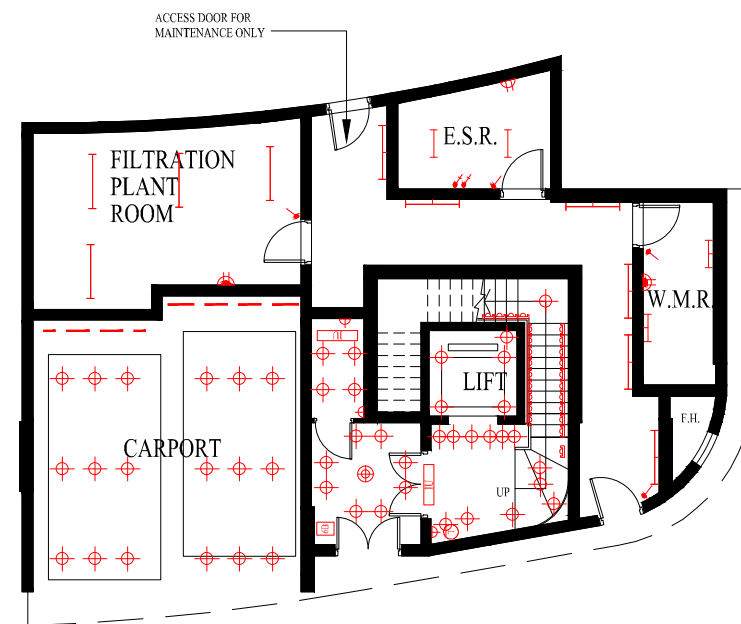 ACCESS DOOR FOR
MAINTENANCE ONLY
E.S.R.
FILTRATION
PLANT
ROOM
W.M.R.
LIFT
F.H.
CARPORT
UP